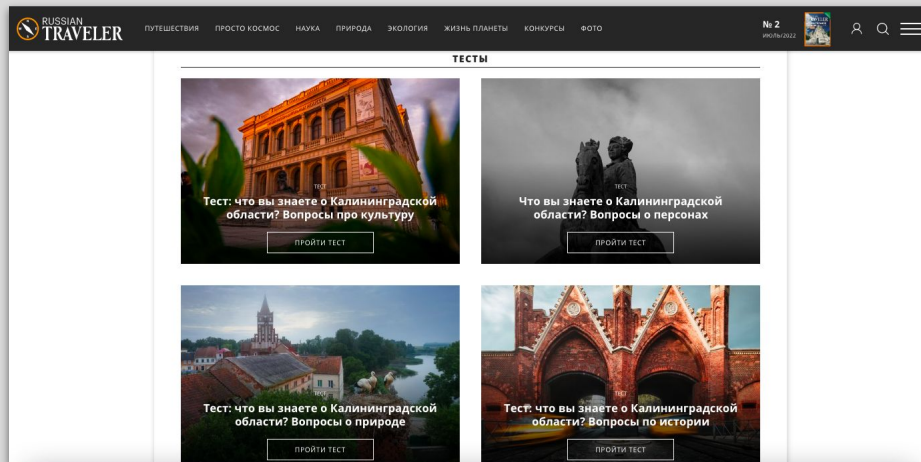 RUSSIAN
TRAVELER
ПУТЕШЕСТВИЯ ПРОСТО КОСМОС НАУКА ПРИРОДА ЭКОЛОГИЯ ЖИЗНЬ ПЛАНЕТЫ КОНКУРСЫ ФОТО
№ 2
ИЮЛЬ/2022
ТЕСТЫ
ТЕСТ
Тест: что вы знаете о Калининградской
области? Вопросы про культуру
ПРОЙТИ ТЕСТ
ТЕСТ
Что вы знаете о Калининградской
области? Вопросы о персонах
ПРОЙТИ ТЕСТ
ТЕСТ
Тест: что вы знаете о Калининградской
области? Вопросы о природе
ПРОЙТИ ТЕСТ
ТЕСТ
Тест: что вы знаете о Калининградской
области? Вопросы по истории
ПРОЙТИ ТЕСТ